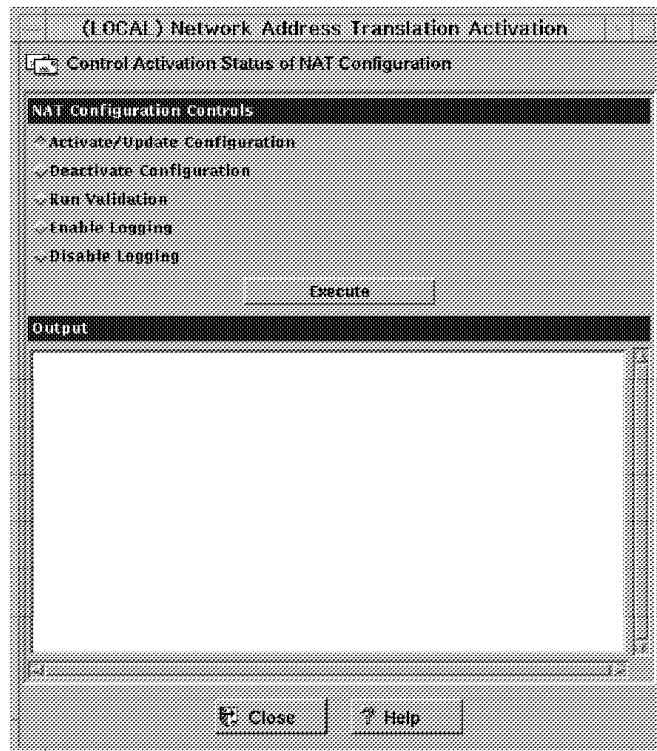 (LOCAL) Network Address Translation Activation
Control Activation Status of NAT Configuration
NAT Configuration Controls
Activate/Update Configuration
Deactivate Configuration
Run Validation
Enable Logging
Disable Logging
Execute
Output
Close
? Help